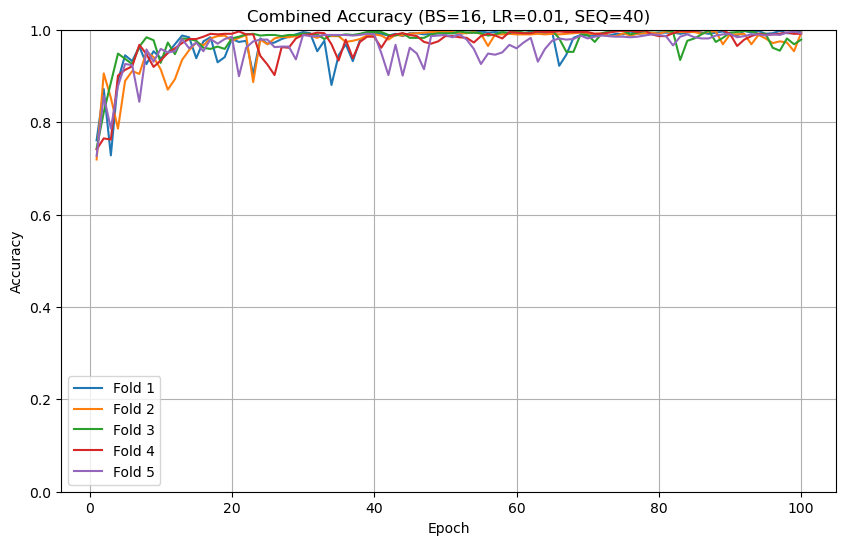 Combined Accuracy (BS=16, LR=0.01, SEQ=40)
Accuracy
1.0
0.8
0.6
0.4
0.2
0.0
Fold 1
Fold 2
Fold 3
Fold 4
Fold 5
0 20 40 60 80 100
Epoch